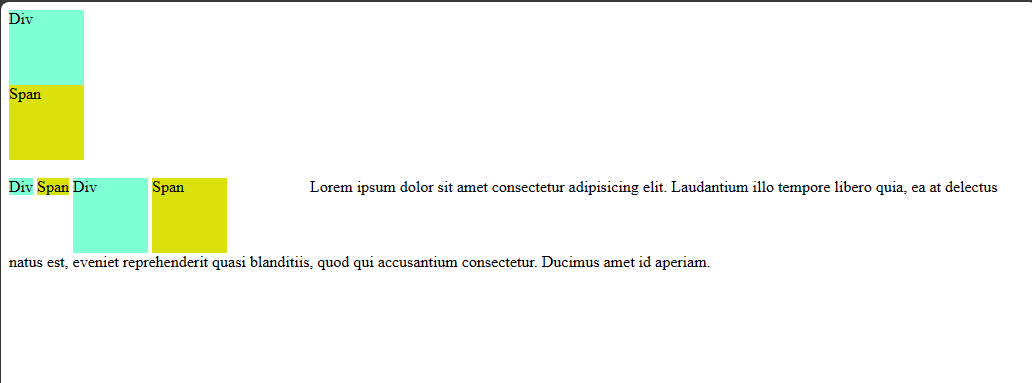 Div
Span
Div Span Div Span Lorem ipsum dolor sit amet consectetur adipisicing elit. Laudantium illo tempore libero quia, ea at delectus
natus est, eveniet reprehenderit quasi blanditiis, quod qui accusantium consectetur. Ducimus amet id aperiam.